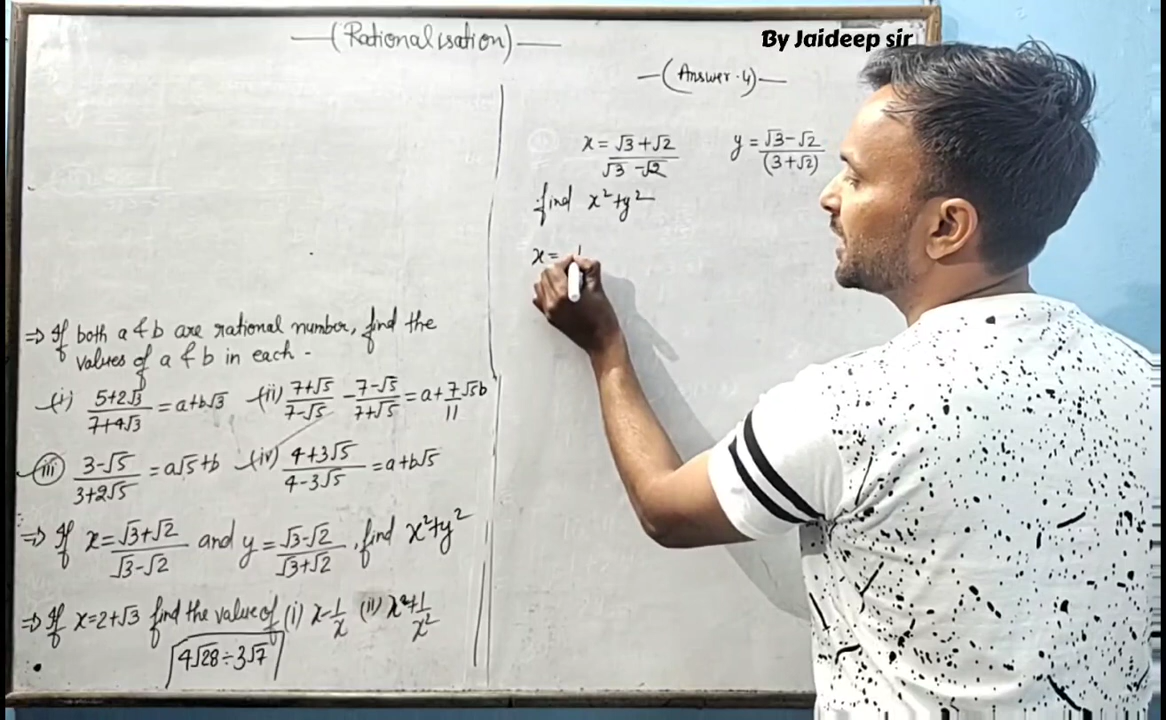 (Rationalisation)
By Jaideep sir
(Answer-4)
x = √3+√2 / √3-√2   y = √3-√2 / (3+√2)
find x²+y²
x=
⇒ If both a & b are rational number, find the
values of a & b in each -
(i) 5+2√3 / 7+4√3 = a+b√3 (ii) 7+√5 / 7-√5 - 7-√5 / 7+√5 = a+7/11 √5b
(iii) 3-√5 / 3+2√5 = a√5+b (iv) 4+3√5 / 4-3√5 = a+b√5
⇒ If x = √3+√2 / √3-√2 and y = √3-√2 / √3+√2, find x²+y²
⇒ If x=2+√3 find the value of (i) x-1/x (ii) x²+1/x²
4√28÷3√7